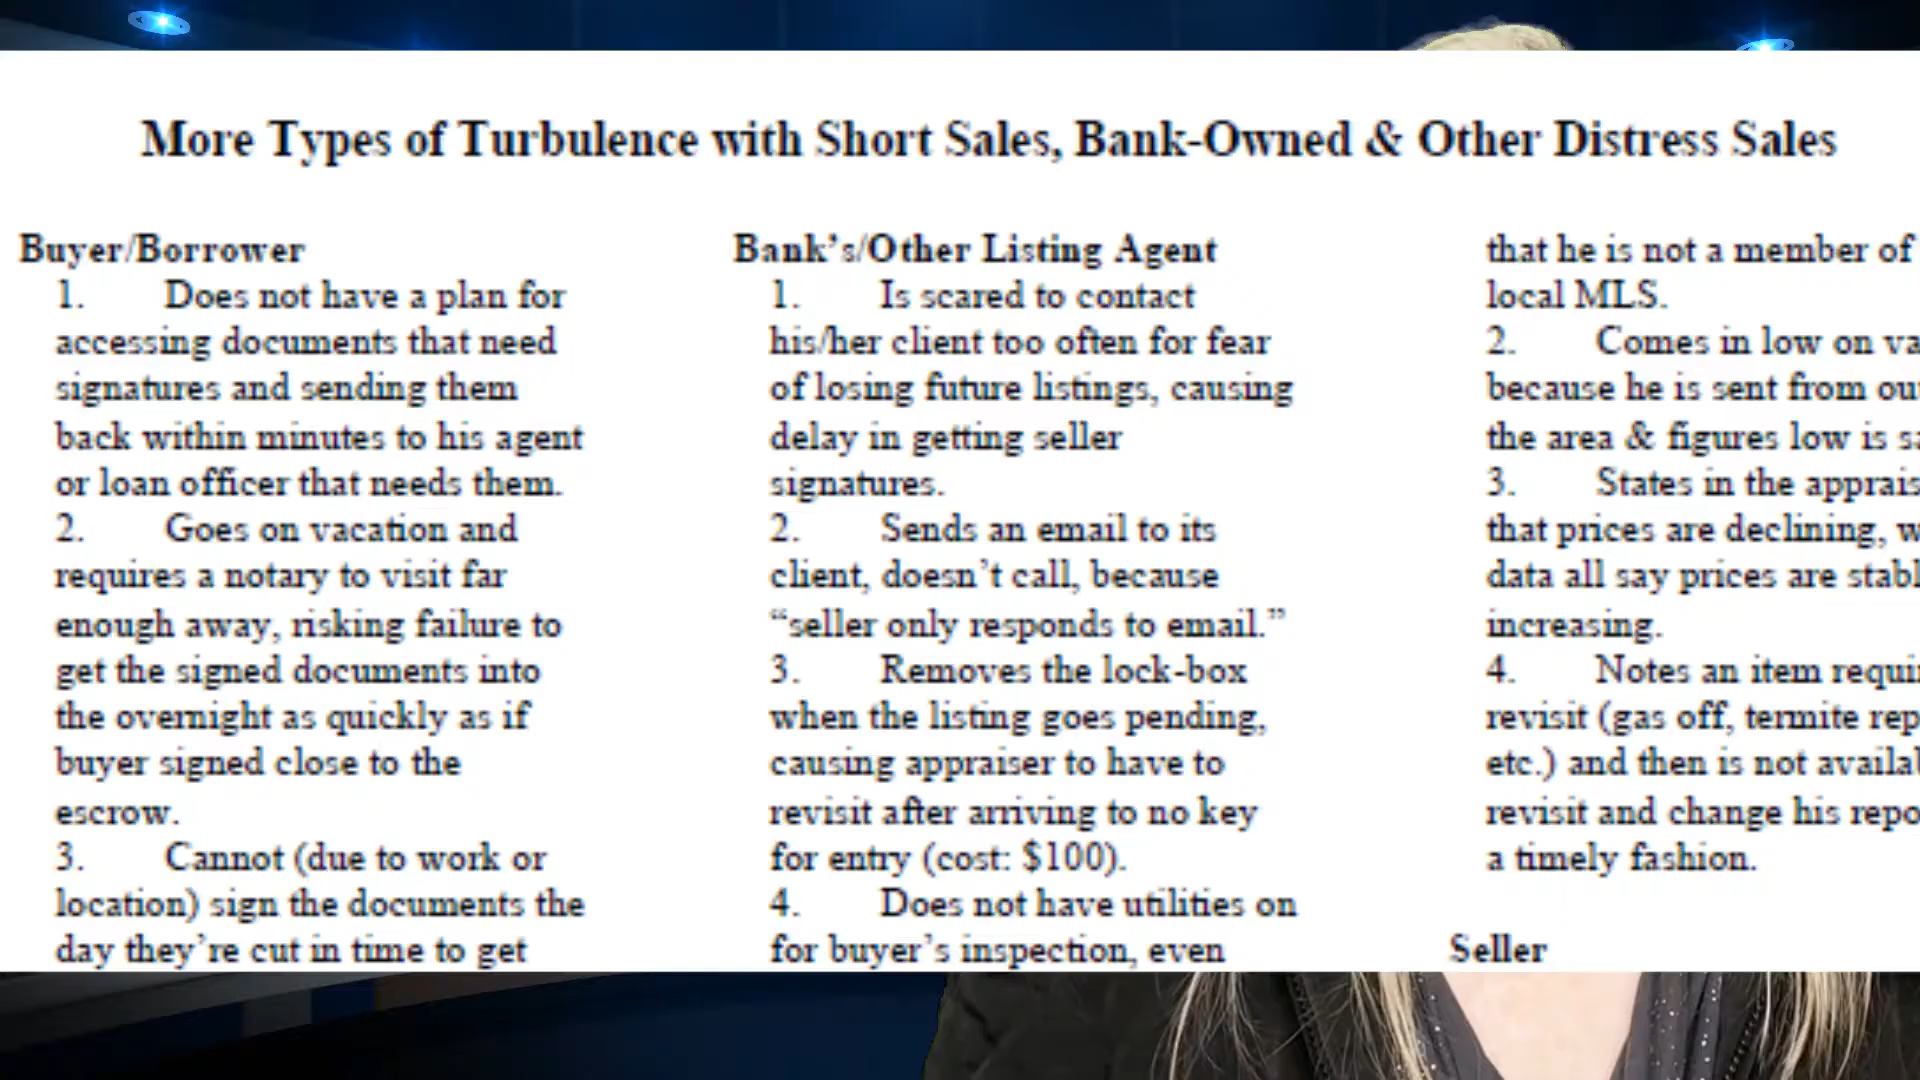 More Types of Turbulence with Short Sales, Bank-Owned & Other Distress Sales
Buyer/Borrower
1. Does not have a plan for
accessing documents that need
signatures and sending them
back within minutes to his agent
or loan officer that needs them.
2. Goes on vacation and
requires a notary to visit far
enough away, risking failure to
get the signed documents into
the overnight as quickly as if
buyer signed close to the
escrow.
3. Cannot (due to work or
location) sign the documents the
day they’re cut in time to get
Bank’s/Other Listing Agent
1. Is scared to contact
his/her client too often for fear
of losing future listings, causing
delay in getting seller
signatures.
2. Sends an email to its
client, doesn’t call, because
“seller only responds to email.”
3. Removes the lock-box
when the listing goes pending,
causing appraiser to have to
revisit after arriving to no key
for entry (cost: $100).
4. Does not have utilities on
for buyer’s inspection, even
that he is not a member of
local MLS.
2. Comes in low on
because he is sent from
the area & figures low is
3. States in the
that prices are declining,
data all say prices are
increasing.
4. Notes an item
revisit (gas off, termite
etc.) and then is not
revisit and change his
a timely fashion.
Seller